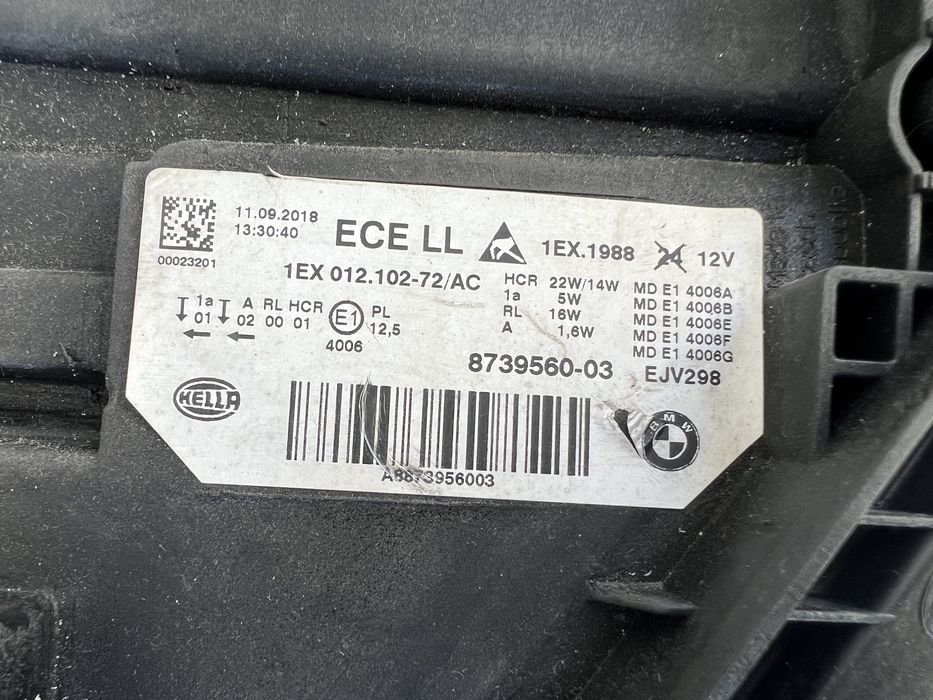 11.09.2018
13:30:40
00023201
ECE LL
1EX.1988 24 12V
1EX 012.102-72/AC
HCR 22W/14W
1a 5W
RL 16W
A 1,6W
MD E1 4006A
MD E1 4006B
MD E1 4006E
MD E1 4006F
MD E1 4006G
1a A RL HCR PL
01 02 00 01 E1 12,5
4006
8739560-03
EJV298
HELLA
BMW
A8873956003